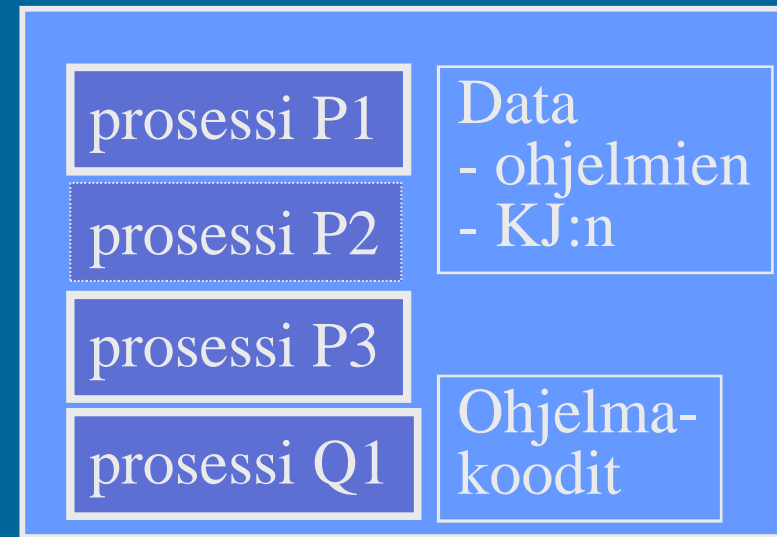 prosessi P1
prosessi P2
prosessi P3
prosessi Q1
Data
- ohjelmien
- KJ:n
Ohjelma-
koodit